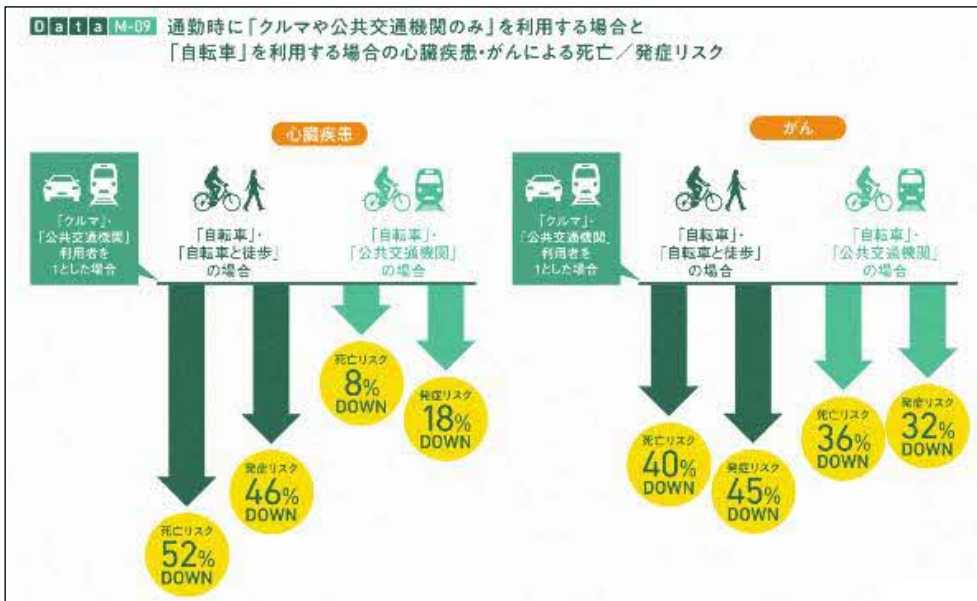 Data M-09 通勤時に「クルマや公共交通機関のみ」を利用する場合と
「自転車」を利用する場合の心臓疾患・がんによる死亡／発症リスク
心臓疾患
「クルマ」・
「公共交通機関」
利用者を
1とした場合
「自転車」・
「自転車と徒歩」
の場合
「自転車」・
「公共交通機関」
の場合
死亡リスク
52%
DOWN
発症リスク
46%
DOWN
死亡リスク
8%
DOWN
発症リスク
18%
DOWN
がん
「クルマ」・
「公共交通機関」
利用者を
1とした場合
「自転車」・
「自転車と徒歩」
の場合
「自転車」・
「公共交通機関」
の場合
死亡リスク
40%
DOWN
発症リスク
45%
DOWN
死亡リスク
36%
DOWN
発症リスク
32%
DOWN